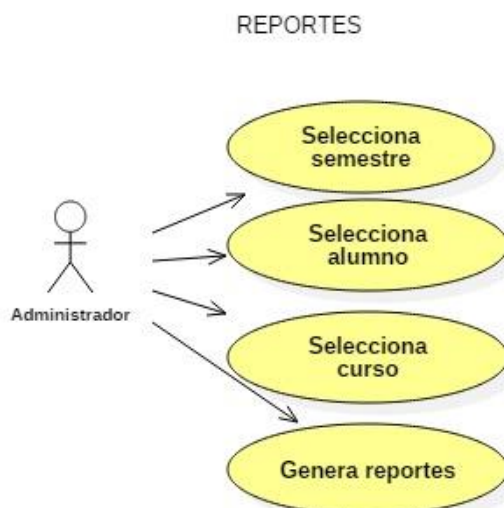 REPORTES
Selecciona
semestre
Selecciona
alumno
Administrador
Selecciona
curso
Genera reportes